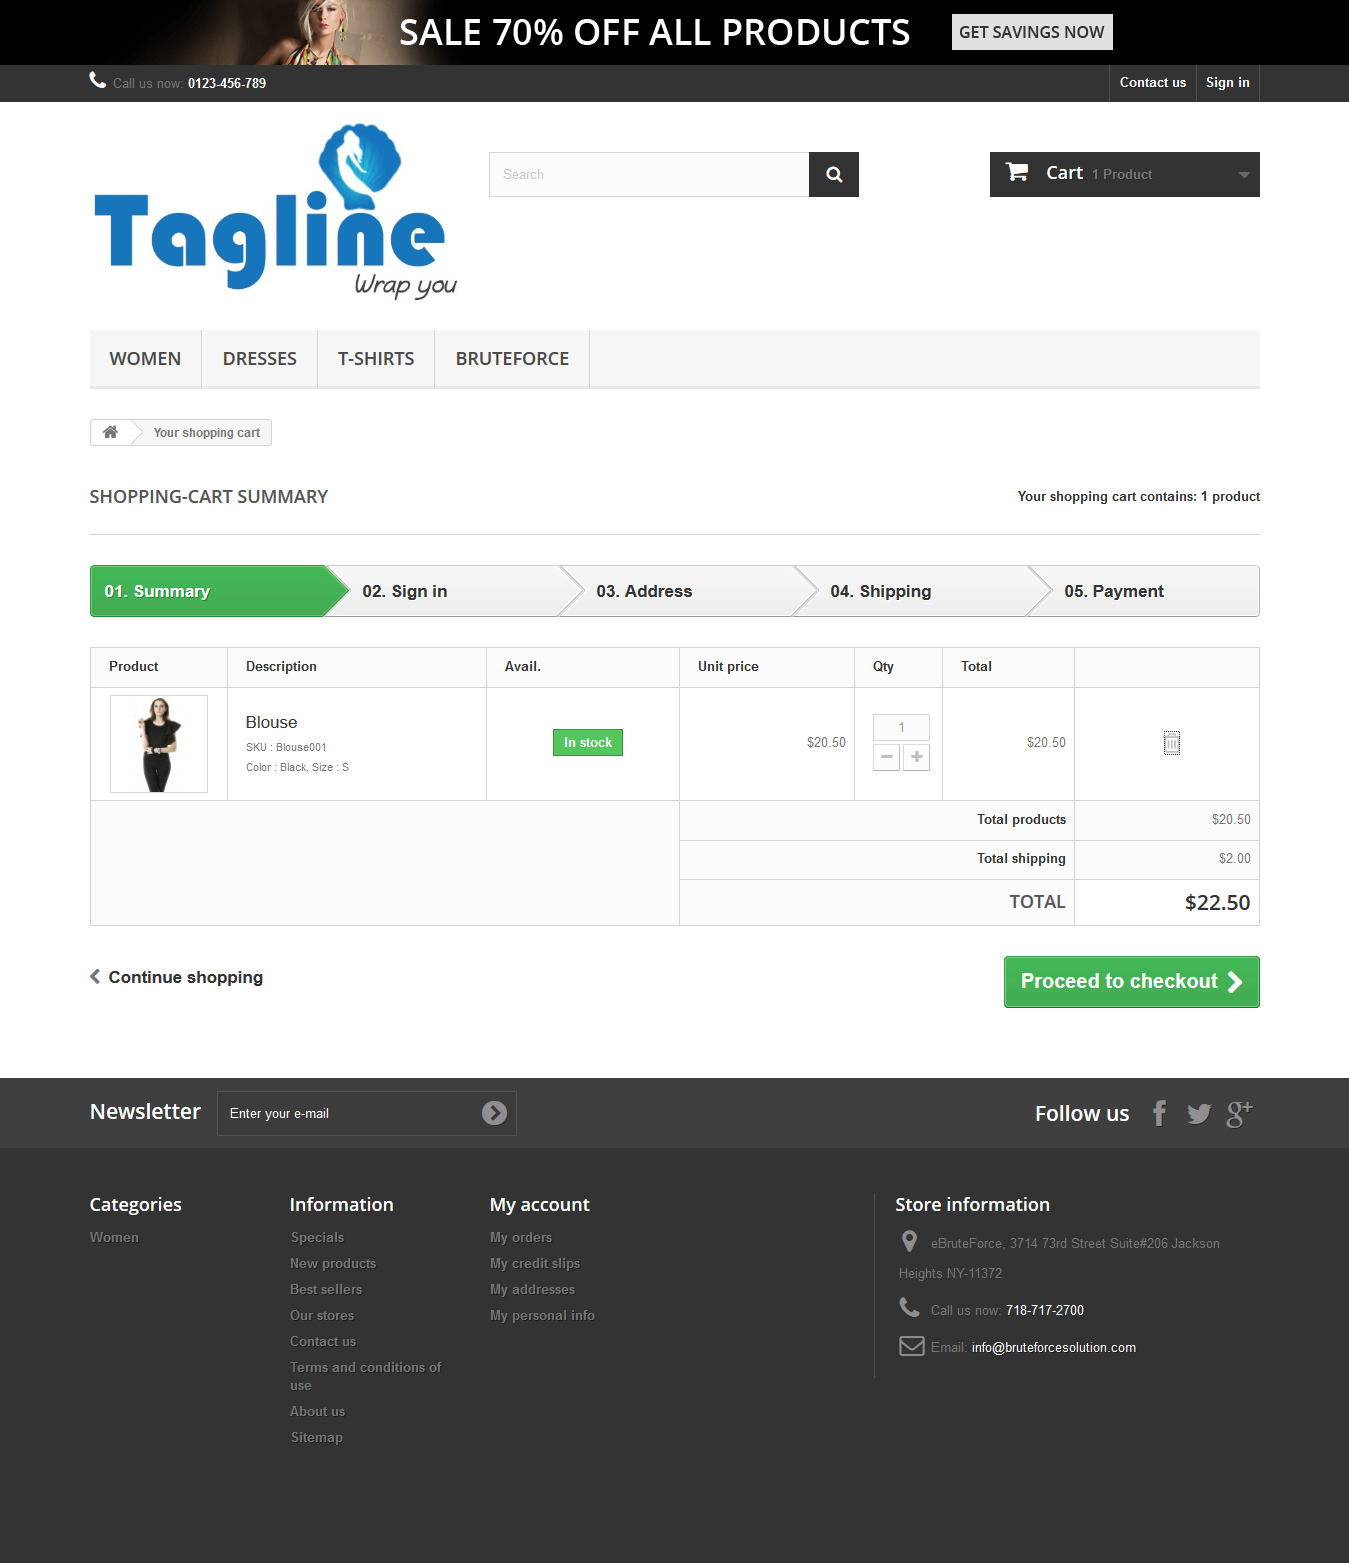 SALE 70% OFF ALL PRODUCTS
GET SAVINGS NOW
Call us now: 0123-456-789
Contact us
Sign in
Tagline
Wrap you
Search
Cart 1 Product
WOMEN
DRESSES
T-SHIRTS
BRUTEFORCE
Your shopping cart
SHOPPING-CART SUMMARY
Your shopping cart contains: 1 product
01. Summary
02. Sign in
03. Address
04. Shipping
05. Payment
Product
Description
Avail.
Unit price
Qty
Total
Blouse
SKU : Blouse001
Color : Black, Size : S
In stock
$20.50
1
$20.50
Total products
$20.50
Total shipping
$2.00
TOTAL
$22.50
Continue shopping
Proceed to checkout
Newsletter
Enter your e-mail
Follow us
Categories
Women
Information
Specials
New products
Best sellers
Our stores
Contact us
Terms and conditions of
use
About us
Sitemap
My account
My orders
My credit slips
My addresses
My personal info
Store information
eBruteForce, 3714 73rd Street Suite#206 Jackson
Heights NY-11372
Call us now: 718-717-2700
Email: info@bruteforcesolution.com